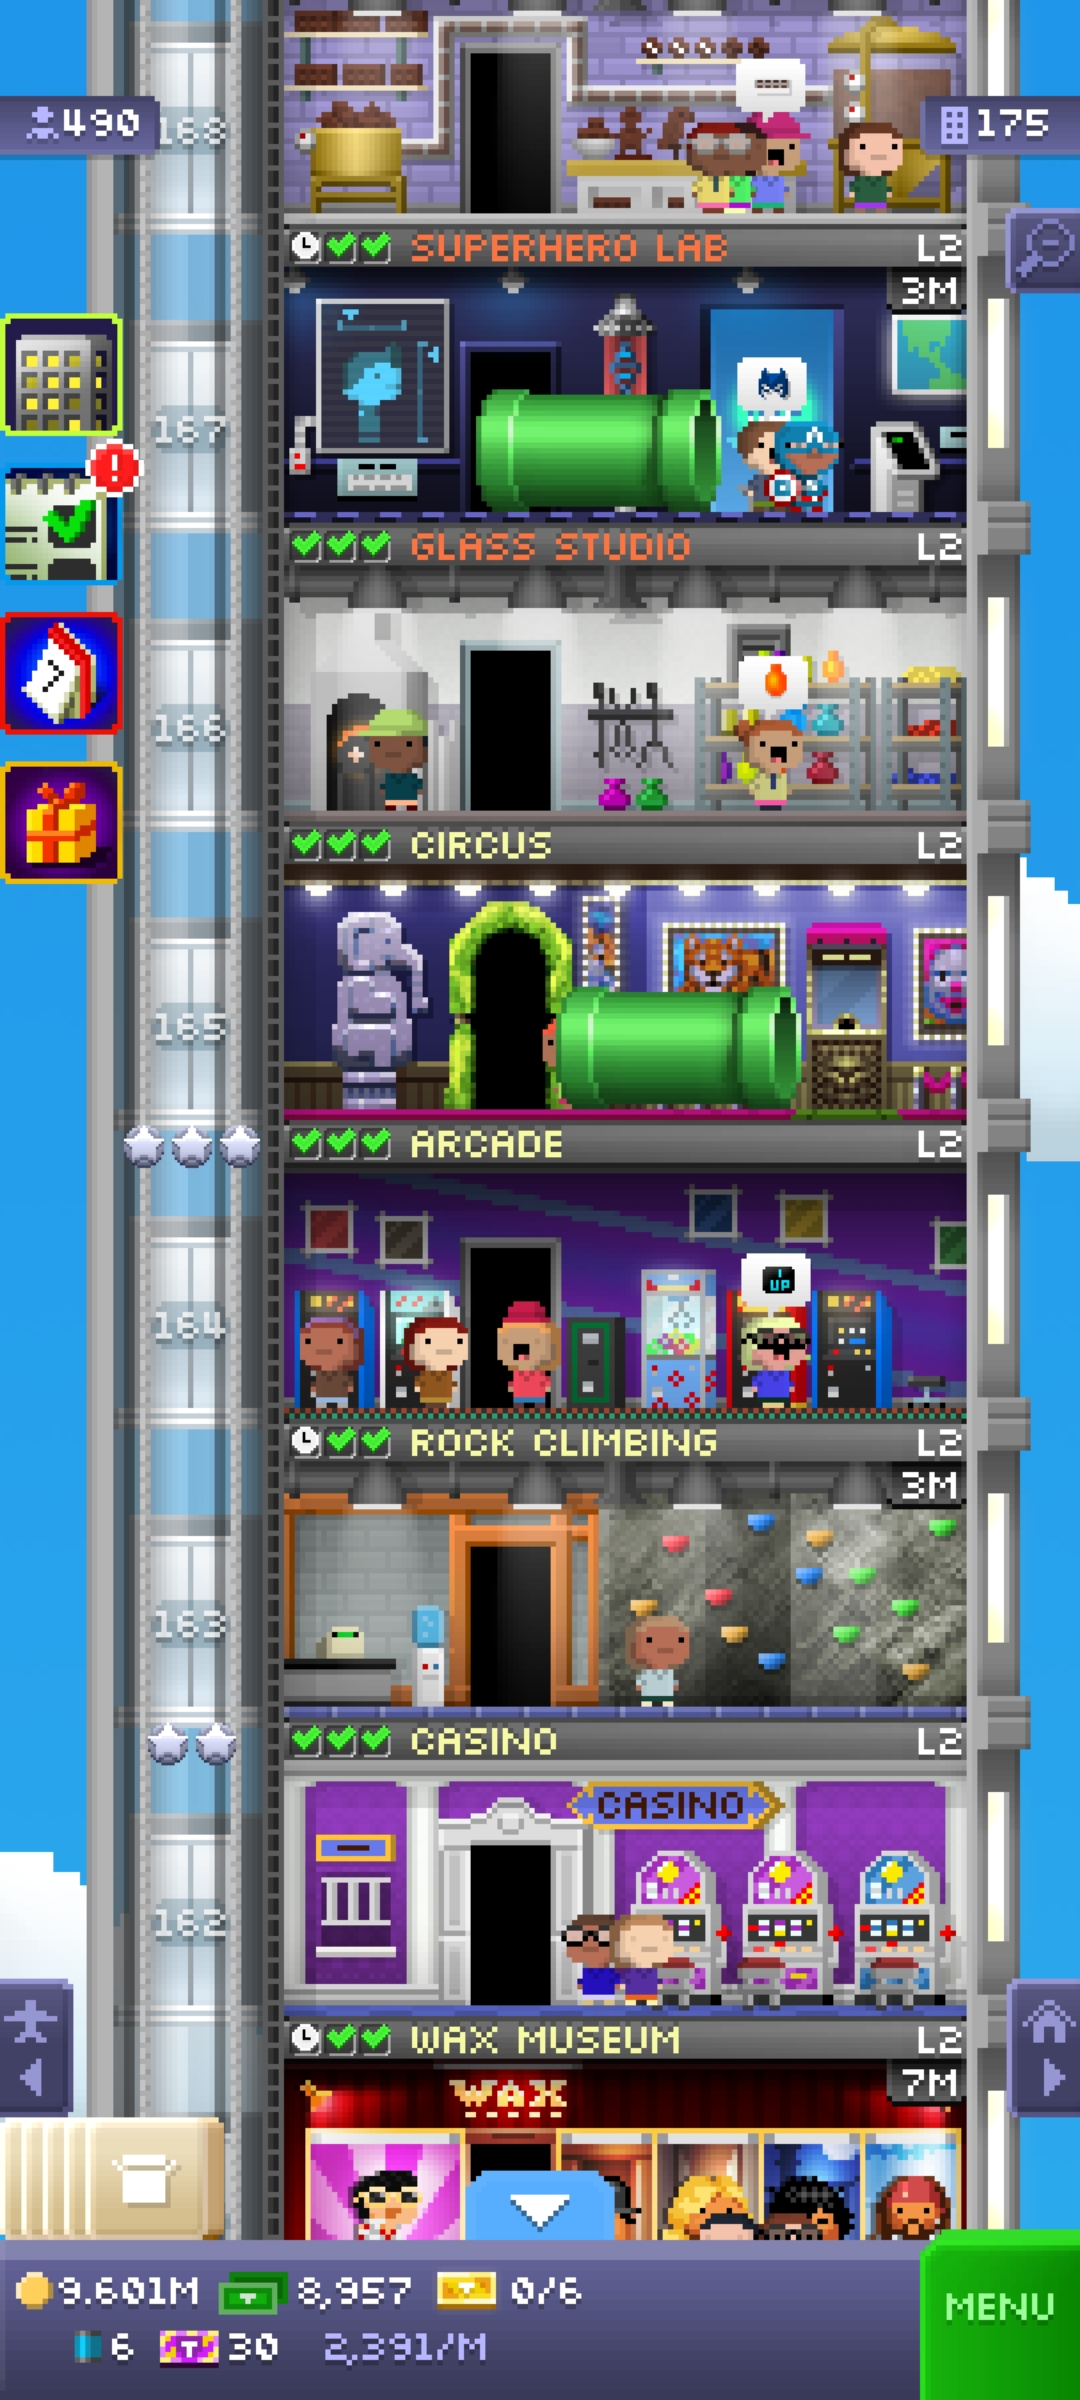 490
168
175
SUPERHERO LAB L2
3M
167
GLASS STUDIO L2
166
CIRCUS L2
165
ARCADE L2
1
UP
164
ROCK CLIMBING L2
3M
163
CASINO L2
CASINO
162
WAX MUSEUM L2
7M
WAX
9.601M 8,957 0/6
MENU
6 T 30 2,391/M